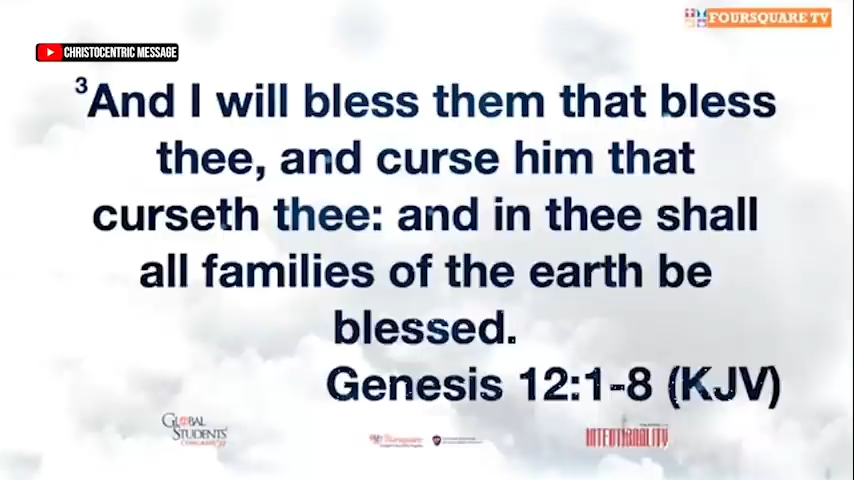 FOURSQUARE TV
CHRISTOCENTRIC MESSAGE
3And I will bless them that bless
thee, and curse him that
curseth thee: and in thee shall
all families of the earth be
blessed.
Genesis 12:1-8 (KJV)
GLOBAL
STUDENTS'
Foursquare
INTENTIONALITY